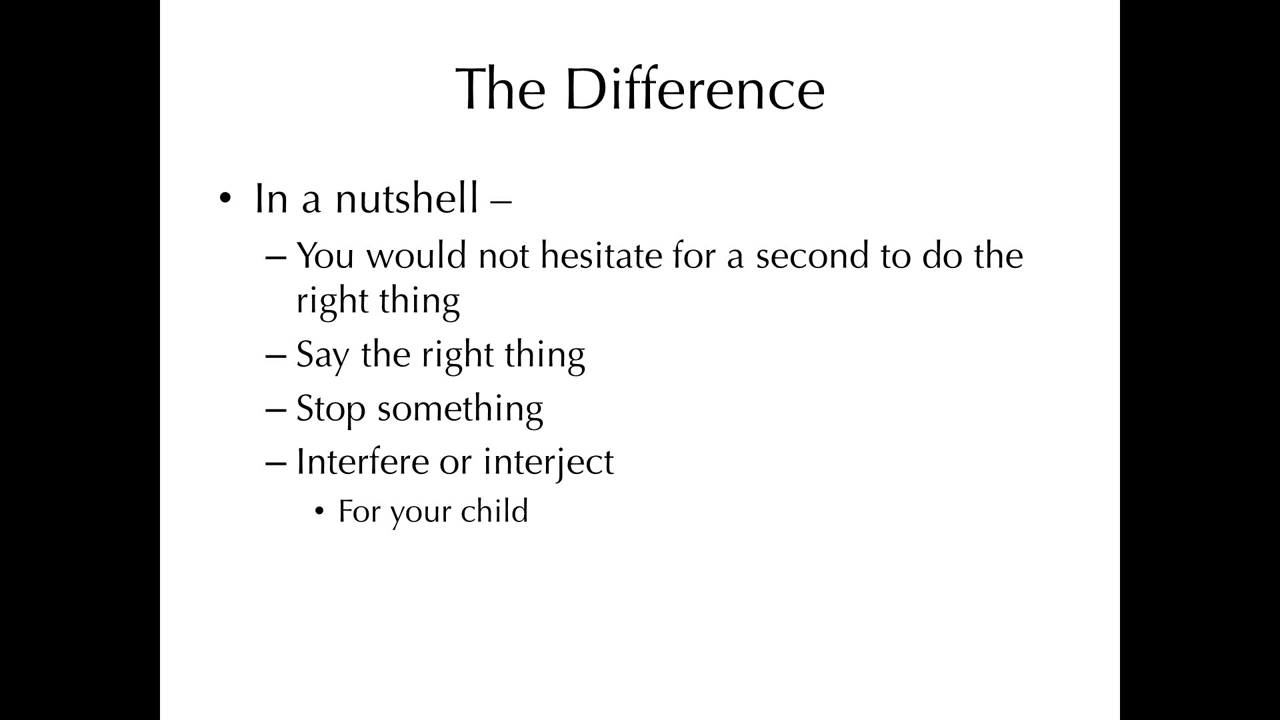 The Difference
• In a nutshell –
– You would not hesitate for a second to do the
right thing
– Say the right thing
– Stop something
– Interfere or interject
• For your child